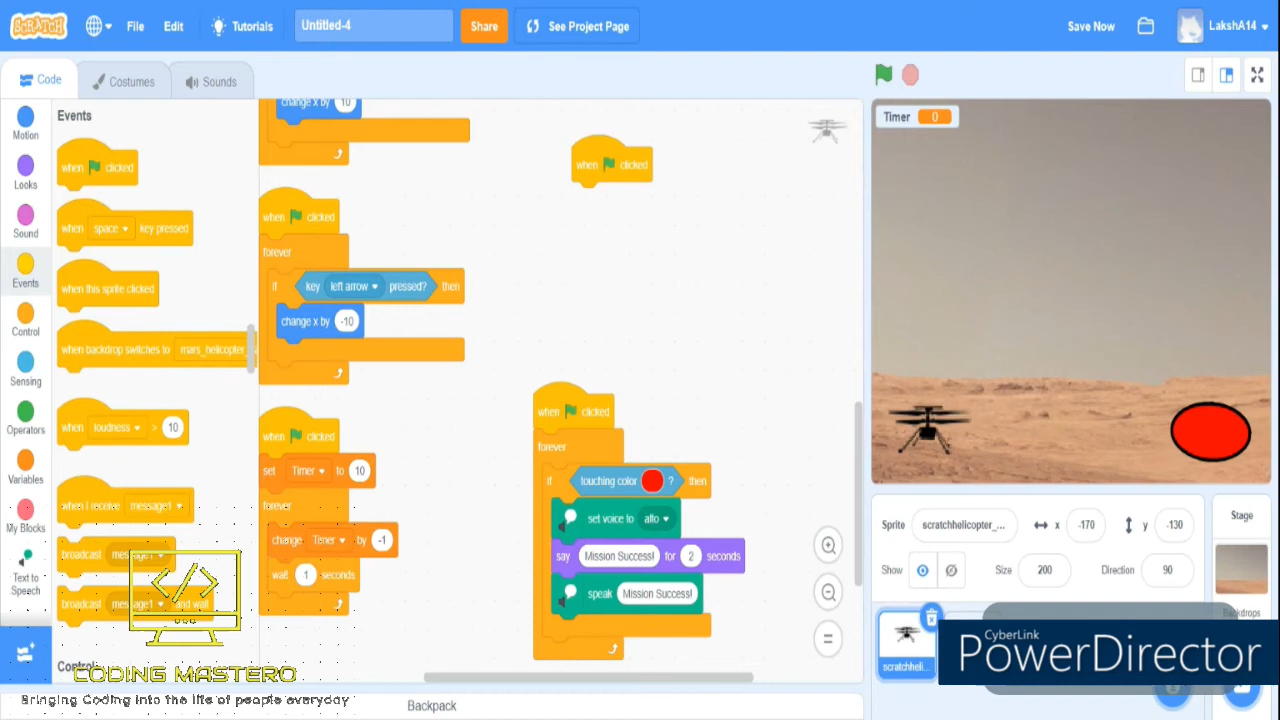 SCRATCH
File
Edit
Tutorials
Untitled-4
Share
See Project Page
Save Now
LakshA14
Code
Costumes
Sounds
Motion
Looks
Sound
Events
Control
Sensing
Operators
Variables
My Blocks
Text to
Speech
Events
when clicked
when space key pressed
when this sprite clicked
when backdrop switches to mars_helicopter
when loudness > 10
when I receive message1
broadcast message1
broadcast message1 and wait
Control
change x by 10
when clicked
forever
if key left arrow pressed? then
change x by -10
when clicked
set Timer to 10
forever
change Timer by -1
wait 1 seconds
when clicked
when clicked
forever
if touching color ? then
set voice to alto
say Mission Success! for 2 seconds
speak Mission Success!
Timer 0
Sprite scratchhelicopter_... x -170 y -130
Show Size 200 Direction 90
Stage
Backdrops
scratchheli...
Backpack
CODING MASTERO
Bringing Coding into the life of people everyday
CyberLink
PowerDirector